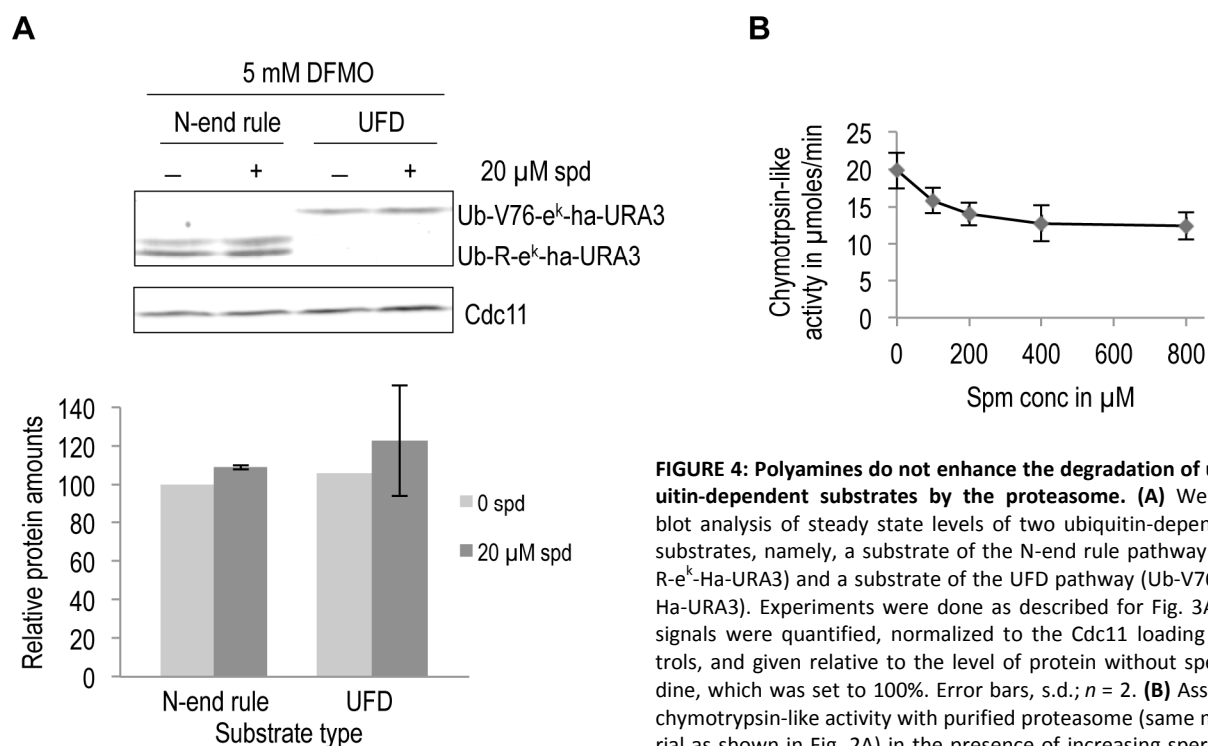 A
5 mM DFMO
N-end rule UFD
– + – + 20 µM spd
Ub-V76-eᵏ-ha-URA3
Ub-R-eᵏ-ha-URA3
Cdc11
Relative protein amounts
140
120
100
80
60
40
20
0
N-end rule UFD
Substrate type
0 spd
20 µM spd
B
Chymotrpsin-like
activty in µmoles/min
25
20
15
10
5
0
0 200 400 600 800
Spm conc in µM
FIGURE 4: Polyamines do not enhance the degradation of u
uitin-dependent substrates by the proteasome. (A) We
blot analysis of steady state levels of two ubiquitin-depen
substrates, namely, a substrate of the N-end rule pathway
R-eᵏ-Ha-URA3) and a substrate of the UFD pathway (Ub-V7
Ha-URA3). Experiments were done as described for Fig. 3A
signals were quantified, normalized to the Cdc11 loading
trols, and given relative to the level of protein without spe
dine, which was set to 100%. Error bars, s.d.; n = 2. (B) Ass
chymotrypsin-like activity with purified proteasome (same m
rial as shown in Fig. 2A) in the presence of increasing sper